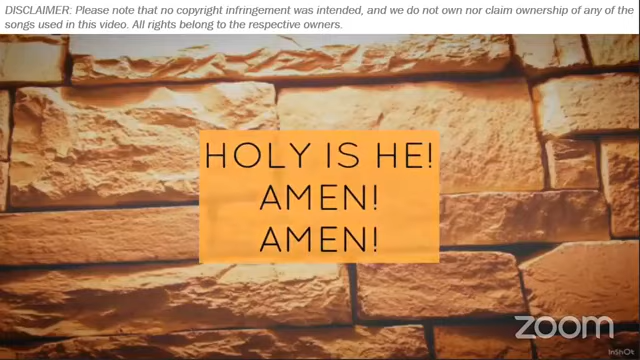 DISCLAIMER: Please note that no copyright infringement was intended, and we do not own nor claim ownership of any of the
songs used in this video. All rights belong to the respective owners.
HOLY IS HE!
AMEN!
AMEN!
zoom
InShOt